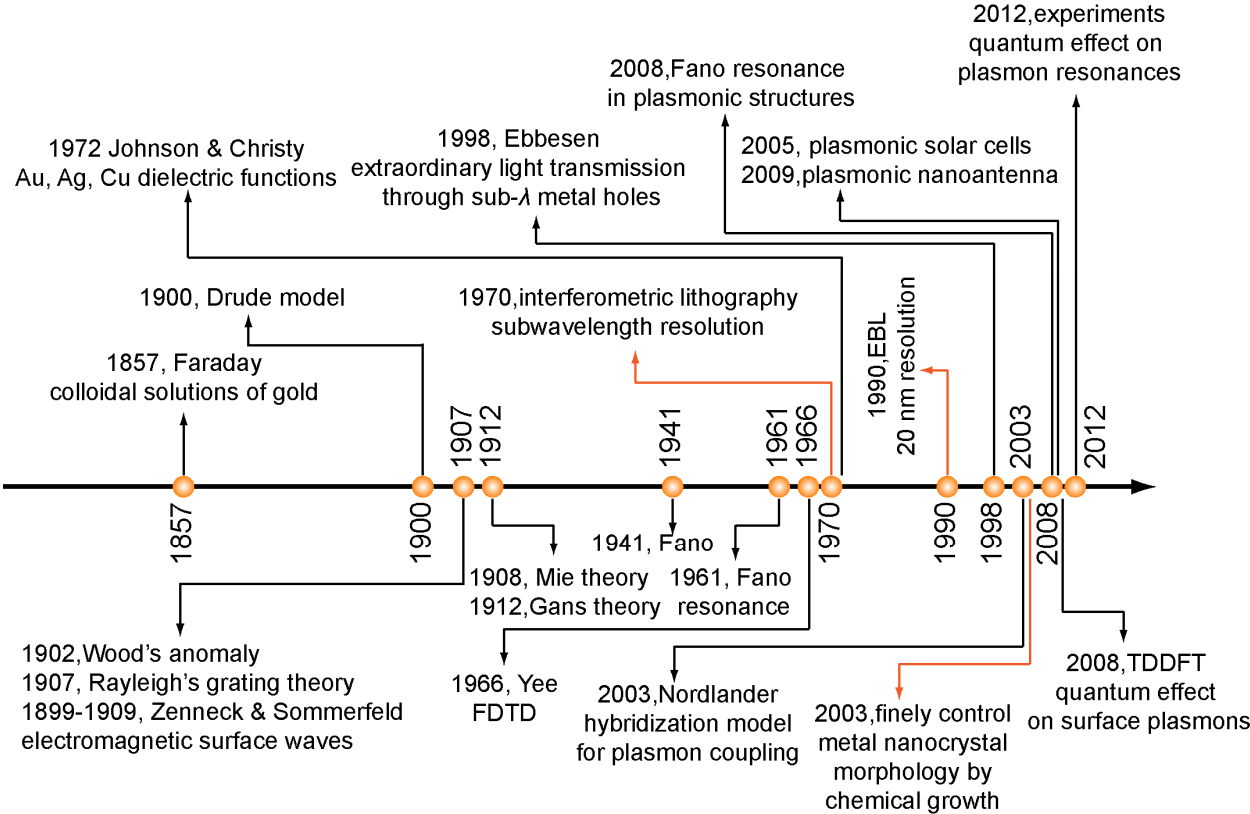 2012,experiments
quantum effect on
plasmon resonances
2008,Fano resonance
in plasmonic structures
1972 Johnson & Christy
Au, Ag, Cu dielectric functions
1998, Ebbesen
extraordinary light transmission
through sub-λ metal holes
2005, plasmonic solar cells
2009,plasmonic nanoantenna
1900, Drude model
1970,interferometric lithography
subwavelength resolution
1990,EBL
20 nm resolution
1857, Faraday
colloidal solutions of gold
1907
1912
1941
1961
1966
2003
2012
1857
1900
1970
1990
1998
2008
1941, Fano
1908, Mie theory
1912,Gans theory
1961, Fano
resonance
1902,Wood's anomaly
1907, Rayleigh's grating theory
1899-1909, Zenneck & Sommerfeld
electromagnetic surface waves
1966, Yee
FDTD
2003,Nordlander
hybridization model
for plasmon coupling
2003,finely control
metal nanocrystal
morphology by
chemical growth
2008,TDDFT
quantum effect
on surface plasmons